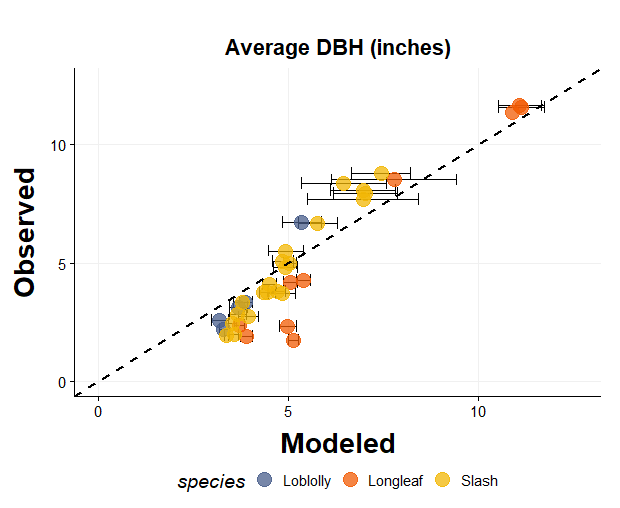 Average DBH (inches)
Observed
10
5
0
0 5 10
Modeled
species Loblolly Longleaf Slash